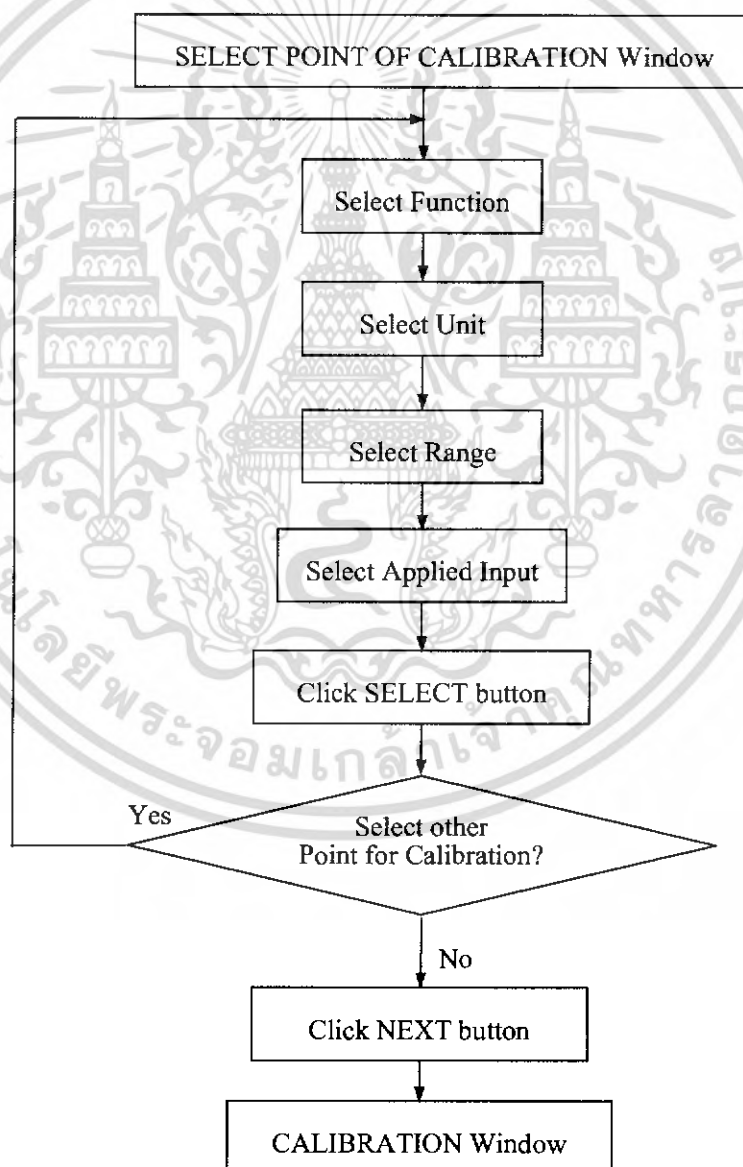 SELECT POINT OF CALIBRATION Window
Select Function
Select Unit
Select Range
Select Applied Input
Click SELECT button
Yes
Select other
Point for Calibration?
No
Click NEXT button
CALIBRATION Window